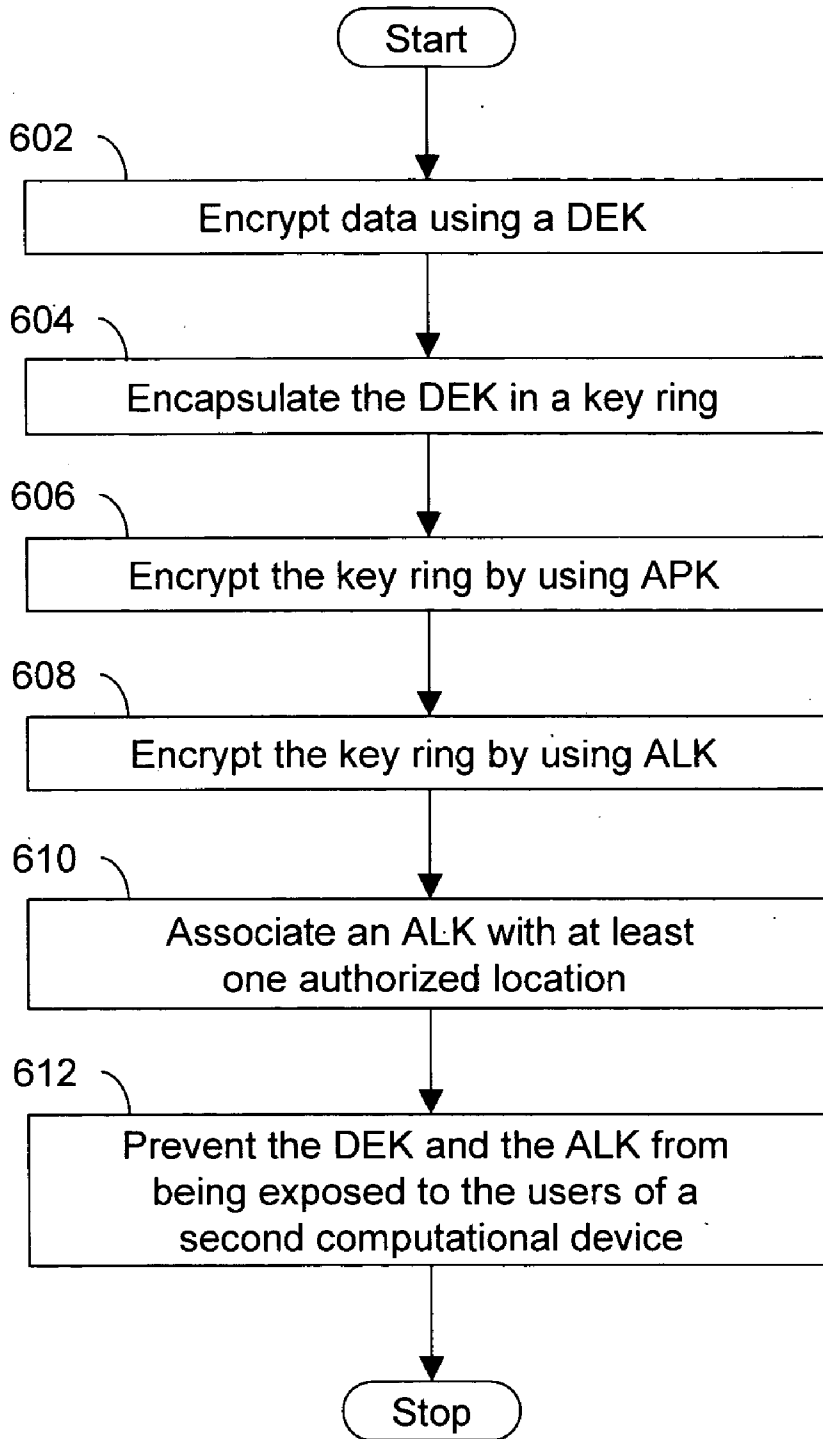 Start
602
Encrypt data using a DEK
604
Encapsulate the DEK in a key ring
606
Encrypt the key ring by using APK
608
Encrypt the key ring by using ALK
610
Associate an ALK with at least
one authorized location
612
Prevent the DEK and the ALK from
being exposed to the users of a
second computational device
Stop